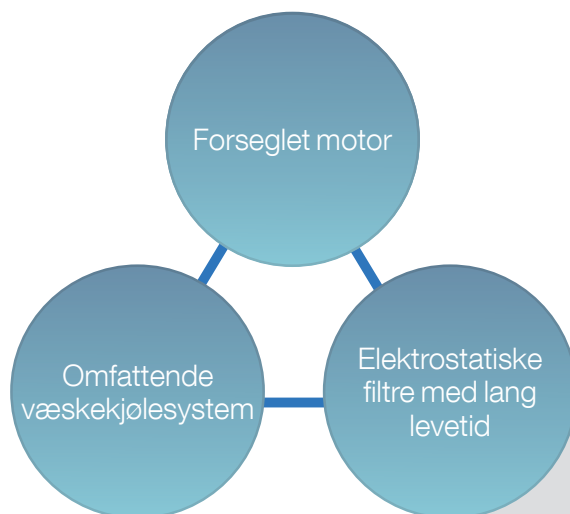 Forseglet motor
Omfattende
væskekjølesystem
Elektrostatiske
filtre med lang
levetid